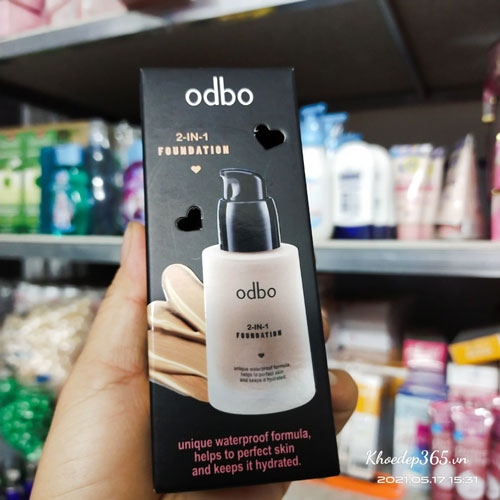 odbo
2-IN-1
FOUNDATION
odbo
2-IN-1
FOUNDATION
unique waterproof formula,
helps to perfect skin
and keeps it hydrated.
unique waterproof formula,
helps to perfect skin
and keeps it hydrated.
Khoedep365.vn
2021.05.17 15:31